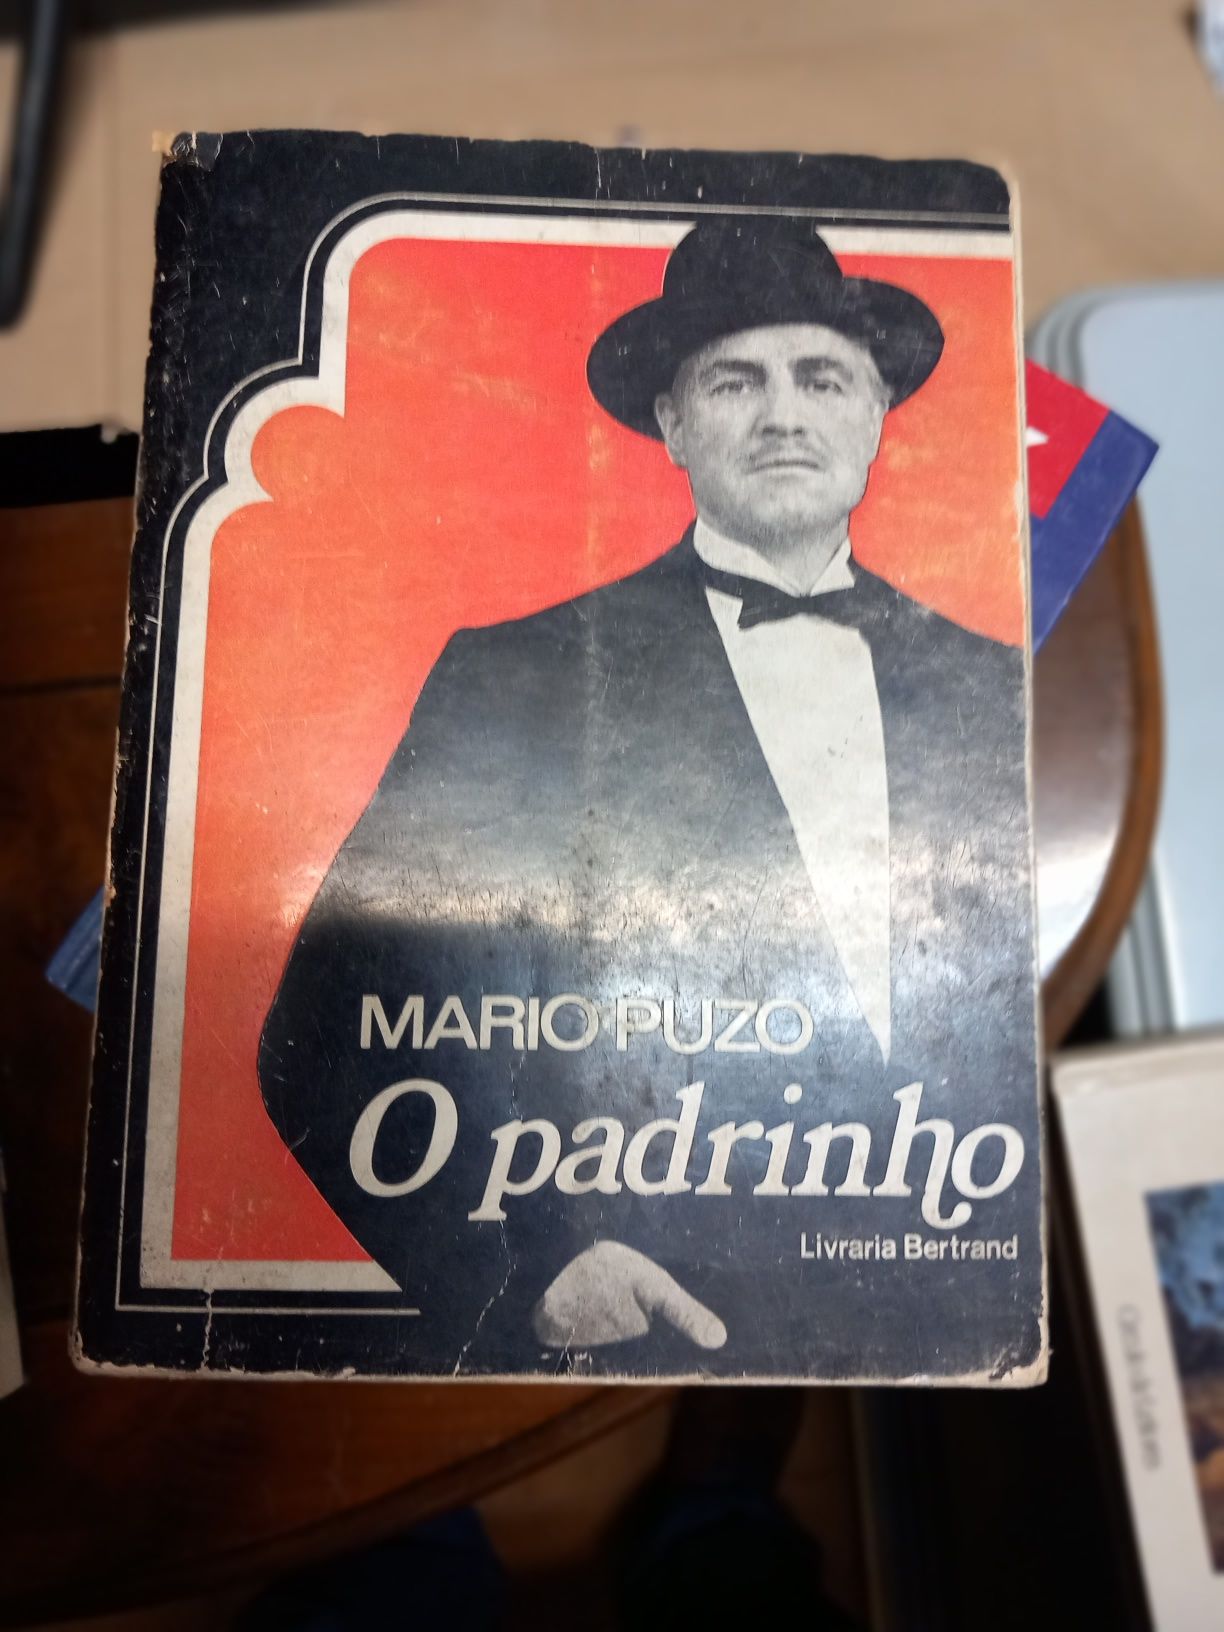 MARIO PUZO
O padrinho
Livraria Bertrand